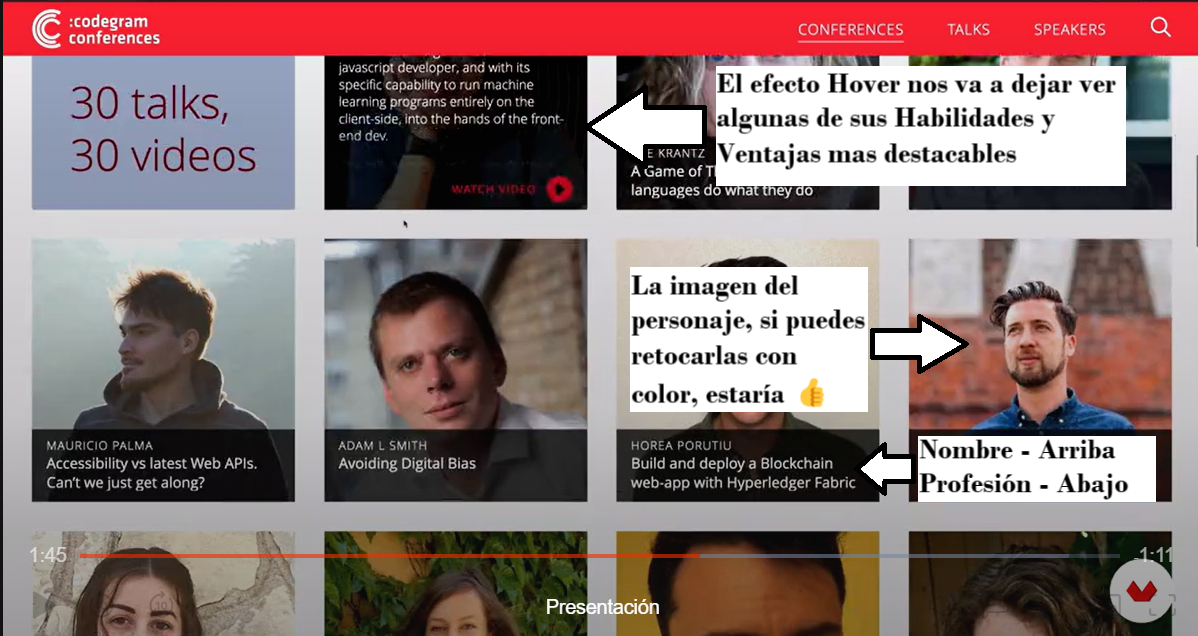 :codegram
conferences
CONFERENCES
TALKS
SPEAKERS
30 talks,
30 videos
javascript developer, and with its
specific capability to run machine
learning programs entirely on the
client-side, into the hands of the front-
end dev.
WATCH VIDEO
El efecto Hover nos va a dejar ver
algunas de sus Habilidades y
Ventajas mas destacables
E KRANTZ
A Game of T
languages do what they do
La imagen del
personaje, si puedes
retocarlas con
color, estaría 👍
MAURICIO PALMA
Accessibility vs latest Web APIs.
Can't we just get along?
ADAM L SMITH
Avoiding Digital Bias
HOREA PORUTIU
Build and deploy a Blockchain
web-app with Hyperledger Fabric
Nombre - Arriba
Profesión - Abajo
1:45
-1:11
Presentación